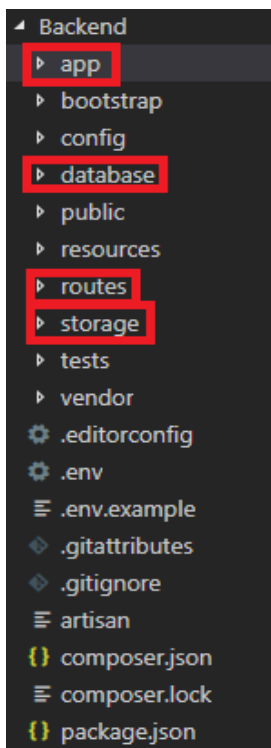 Backend
app
bootstrap
config
database
public
resources
routes
storage
tests
vendor
.editorconfig
.env
.env.example
.gitattributes
.gitignore
artisan
{} composer.json
composer.lock
{} package.json